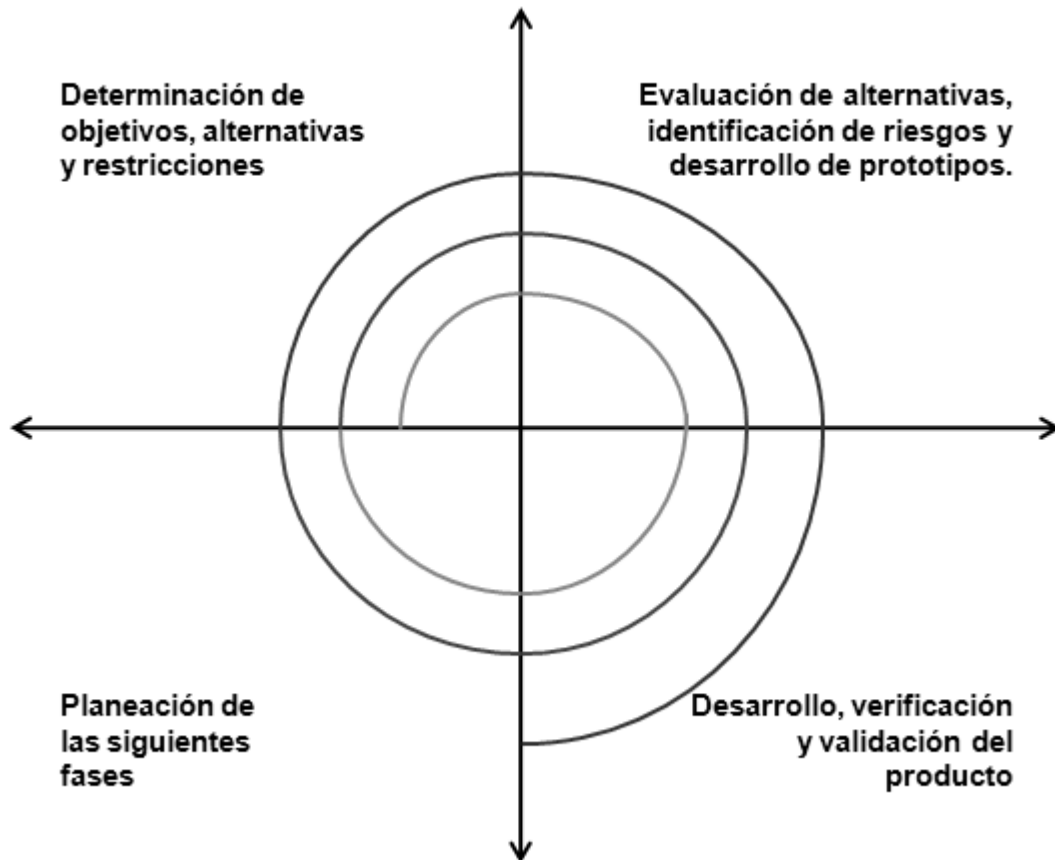 Determinación de
objetivos, alternativas
y restricciones
Evaluación de alternativas,
identificación de riesgos y
desarrollo de prototipos.
Planeación de
las siguientes
fases
Desarrollo, verificación
y validación del
producto